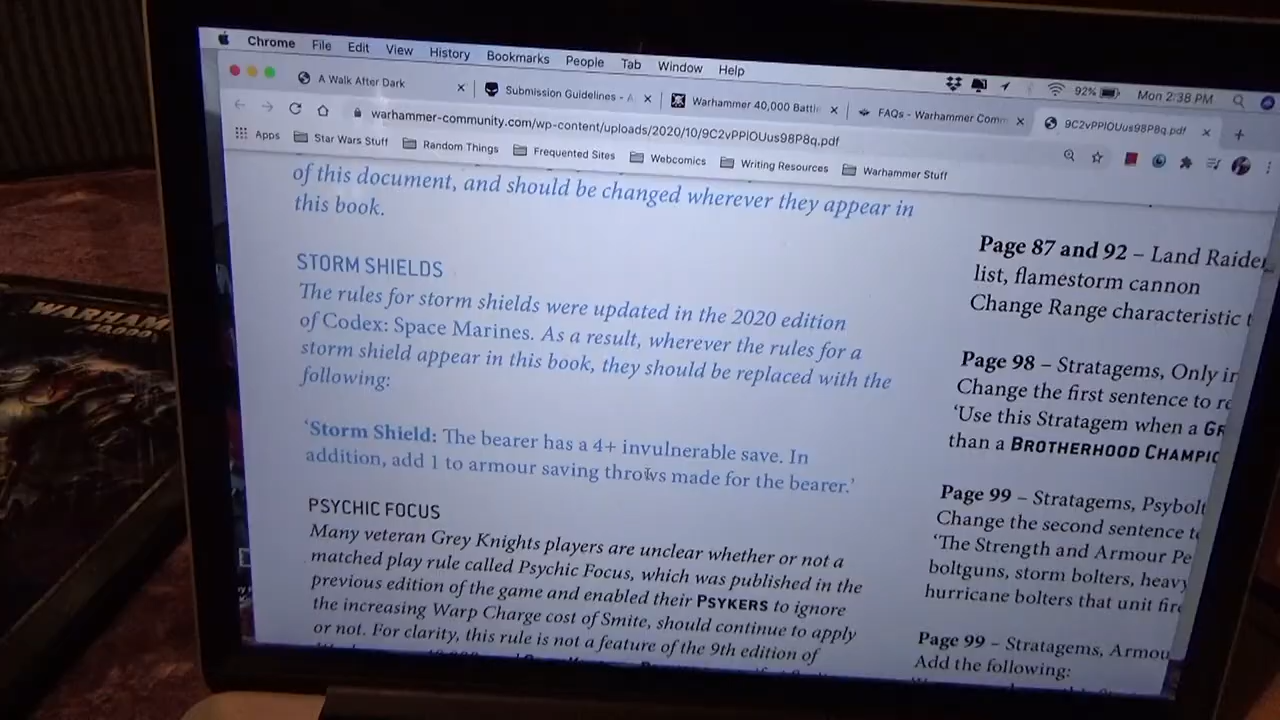 Chrome File Edit View History Bookmarks People Tab Window Help
92% Mon 2:38 PM
A Walk After Dark
Submission Guidelines - A
Warhammer 40,000 Battl
FAQs - Warhammer Comm
9C2vPPlOUus98P8q.pdf
warhammer-community.com/wp-content/uploads/2020/10/9C2vPPlOUus98P8q.pdf
Apps Star Wars Stuff Random Things Frequented Sites Webcomics Writing Resources Warhammer Stuff
of this document, and should be changed wherever they appear in
this book.
STORM SHIELDS
The rules for storm shields were updated in the 2020 edition
of Codex: Space Marines. As a result, wherever the rules for a
storm shield appear in this book, they should be replaced with the
following:
‘Storm Shield: The bearer has a 4+ invulnerable save. In
addition, add 1 to armour saving throws made for the bearer.’
PSYCHIC FOCUS
Many veteran Grey Knights players are unclear whether or not a
matched play rule called Psychic Focus, which was published in the
previous edition of the game and enabled their PSYKERS to ignore
the increasing Warp Charge cost of Smite, should continue to apply
or not. For clarity, this rule is not a feature of the 9th edition of
Page 87 and 92 – Land Raider
list, flamestorm cannon
Change Range characteristic t
Page 98 – Stratagems, Only in
Change the first sentence to re
‘Use this Stratagem when a GR
than a BROTHERHOOD CHAMPIO
Page 99 – Stratagems, Psybolt
Change the second sentence to
‘The Strength and Armour Pe
boltguns, storm bolters, heavy
hurricane bolters that unit fire
Page 99 – Stratagems, Armou
Add the following:
WARHAM
40,000